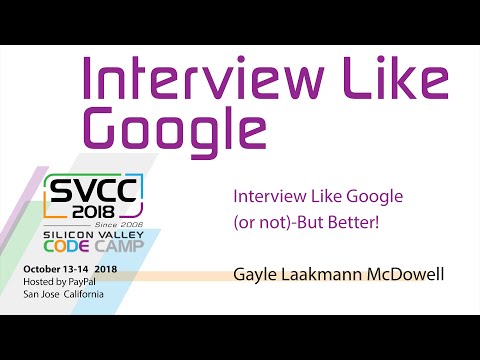 Interview Like
Google
SVCC
2018
Since 2006
SILICON VALLEY
CODE CAMP
October 13-14 2018
Hosted by PayPal
San Jose California
Interview Like Google
(or not)-But Better!
Gayle Laakmann McDowell